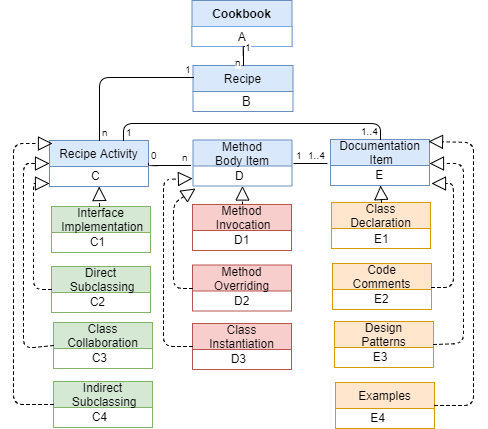 Cookbook
A
1
n
Recipe
B
1
n
1
1..4
Recipe Activity
C
0
n
Method
Body Item
D
1
1..4
Documentation
Item
E
Interface
Implementation
C1
Method
Invocation
D1
Class
Declaration
E1
Direct
Subclassing
C2
Method
Overriding
D2
Code
Comments
E2
Class
Collaboration
C3
Class
Instantiation
D3
Design
Patterns
E3
Indirect
Subclassing
C4
Examples
E4